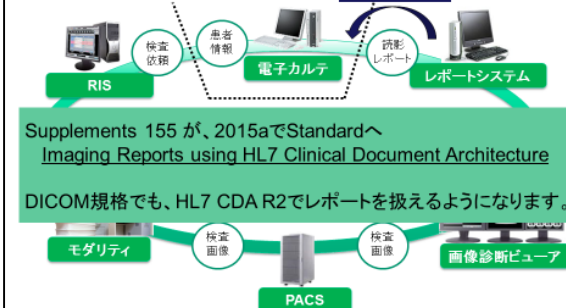 検査
依頼
患者
情報
読影
レポート
RIS
電子カルテ
レポートシステム
Supplements 155 が、2015aでStandardへ
Imaging Reports using HL7 Clinical Document Architecture
DICOM規格でも、HL7 CDA R2でレポートを扱えるようになります。
モダリティ
検査
画像
検査
画像
画像診断ビューア
PACS